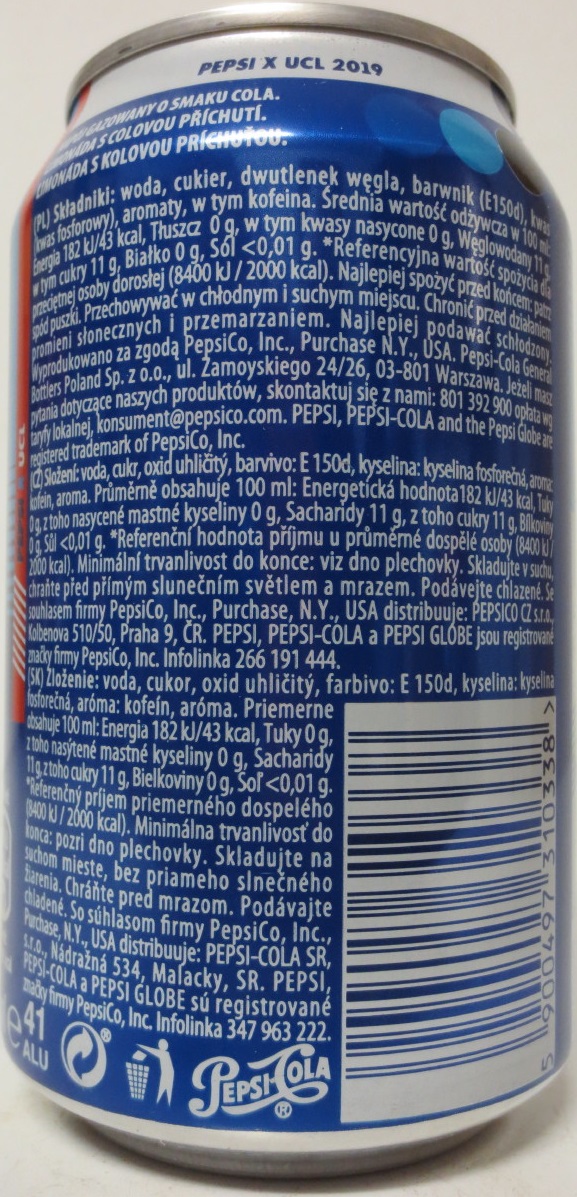 PEPSI X UCL 2019
GAZOWANY O SMAKU COLA.
S COLOVOU PŘÍCHUTÍ.
LIMONÁDA S KOLOVOU PRÍCHUŤOU.
(PL) Składniki: woda, cukier, dwutlenek węgla, barwnik (E150d), kwas
(kwas fosforowy), aromaty, w tym kofeina. Średnia wartość odżywcza w 100 ml:
Energia 182 kJ/43 kcal, Tłuszcz 0 g, w tym kwasy nasycone 0 g, Węglowodany 11 g,
w tym cukry 11 g, Białko 0 g, Sól <0,01 g. *Referencyjna wartość spożycia dla
przeciętnej osoby dorosłej (8400 kJ / 2000 kcal). Najlepiej spożyć przed końcem: patrz
spód puszki. Przechowywać w chłodnym i suchym miejscu. Chronić przed działaniem
promieni słonecznych i przemarzaniem. Najlepiej podawać schłodzony.
Wyprodukowano za zgodą PepsiCo, Inc., Purchase N.Y., USA. Pepsi-Cola General
Bottlers Poland Sp. z o.o., ul. Zamoyskiego 24/26, 03-801 Warszawa. Jeżeli masz
pytania dotyczące naszych produktów, skontaktuj się z nami: 801 392 900 opłata wg
taryfy lokalnej, konsument@pepsico.com. PEPSI, PEPSI-COLA and the Pepsi Globe are
registered trademark of PepsiCo, Inc.
(CZ) Složení: voda, cukr, oxid uhličitý, barvivo: E 150d, kyselina: kyselina fosforečná, aroma:
kofein, aroma. Průměrně obsahuje 100 ml: Energetická hodnota182 kJ/43 kcal, Tuky
0 g, z toho nasycené mastné kyseliny 0 g, Sacharidy 11 g, z toho cukry 11 g, Bílkoviny
0 g, Sůl <0,01 g. *Referenční hodnota příjmu u průměrné dospělé osoby (8400 kJ /
2000 kcal). Minimální trvanlivost do konce: viz dno plechovky. Skladujte v suchu,
chraňte před přímým slunečním světlem a mrazem. Podávejte chlazené. Se
souhlasem firmy PepsiCo, Inc., Purchase, N.Y., USA distribuuje: PEPSICO CZ s.r.o.,
Kolbenova 510/50, Praha 9, ČR. PEPSI, PEPSI-COLA a PEPSI GLOBE jsou registrované
značky firmy PepsiCo, Inc. Infolinka 266 191 444.
(SK) Zloženie: voda, cukor, oxid uhličitý, farbivo: E 150d, kyselina: kyselina
fosforečná, aróma: kofeín, aróma. Priemerne
obsahuje 100 ml: Energia 182 kJ/43 kcal, Tuky 0 g,
z toho nasýtené mastné kyseliny 0 g, Sacharidy
11 g, z toho cukry 11 g, Bielkoviny 0 g, Soľ <0,01 g.
*Referenčný príjem priemerného dospelého
(8400 kJ / 2000 kcal). Minimálna trvanlivosť do
konca: pozri dno plechovky. Skladujte na
suchom mieste, bez priameho slnečného
žiarenia. Chráňte pred mrazom. Podávajte
chladené. So súhlasom firmy PepsiCo, Inc.,
Purchase, N.Y., USA distribuuje: PEPSI-COLA SR,
s.r.o., Nádražná 534, Malacky, SR. PEPSI,
PEPSI-COLA a PEPSI GLOBE sú registrované
značky firmy PepsiCo, Inc. Infolinka 347 963 222.
5 900497 310338 >
e 41
ALU
®
PEPSI-COLA
®
PEPSI X UCL